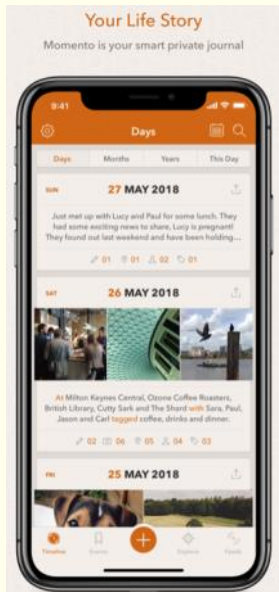 Your Life Story
Momento is your smart private journal
9:41
Days
Days Months Years This Day
SUN 27 MAY 2018
Just met up with Lucy and Paul for some lunch. They
had some exciting news to share, Lucy is pregnant!
They found out last weekend and have been holding...
01 01 02 01
SAT 26 MAY 2018
At Milton Keynes Central, Ozone Coffee Roasters,
British Library, Cutty Sark and The Shard with Sara, Paul,
Jason and Carl tagged coffee, drinks and dinner.
02 06 05 04 03
FRI 25 MAY 2018
Timeline Events Explore Feeds